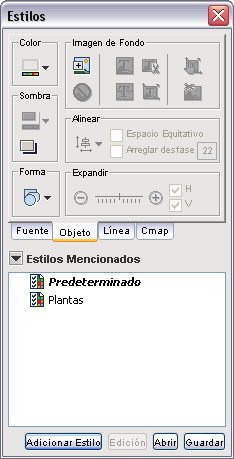 Estilos
Color
Imagen de Fondo
Sombra
Alinear
Espacio Equitativo
Arreglar desfase 22
Forma
Expandir
H
V
Fuente Objeto Línea Cmap
Estilos Mencionados
Predeterminado
Plantas
Adicionar Estilo Edición Abrir Guardar